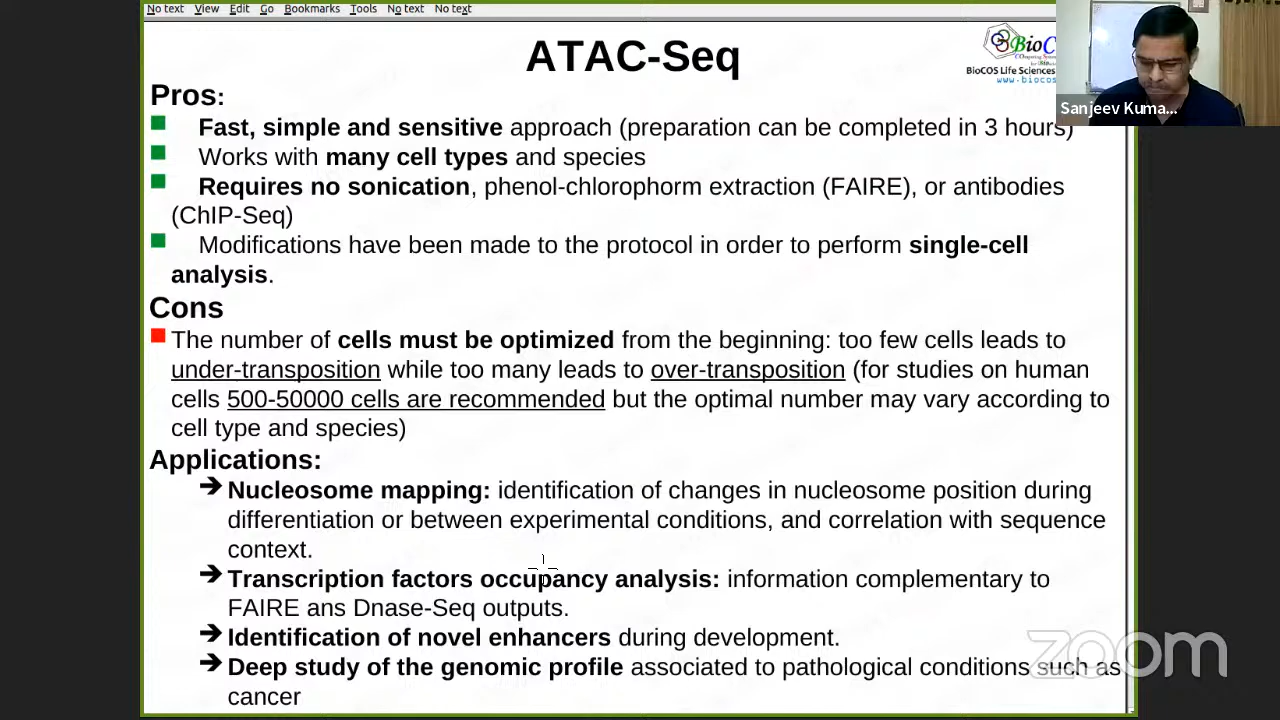 No text View Edit Go Bookmarks Tools No text No text
ATAC-Seq
BioC
BioCOS Life Sciences
www.biocos
Sanjeev Kuma...
Pros:
Fast, simple and sensitive approach (preparation can be completed in 3 hours)
Works with many cell types and species
Requires no sonication, phenol-chlorophorm extraction (FAIRE), or antibodies
(ChIP-Seq)
Modifications have been made to the protocol in order to perform single-cell
analysis.
Cons
The number of cells must be optimized from the beginning: too few cells leads to
under-transposition while too many leads to over-transposition (for studies on human
cells 500-50000 cells are recommended but the optimal number may vary according to
cell type and species)
Applications:
Nucleosome mapping: identification of changes in nucleosome position during
differentiation or between experimental conditions, and correlation with sequence
context.
Transcription factors occupancy analysis: information complementary to
FAIRE ans Dnase-Seq outputs.
Identification of novel enhancers during development.
Deep study of the genomic profile associated to pathological conditions such as
cancer
zoom